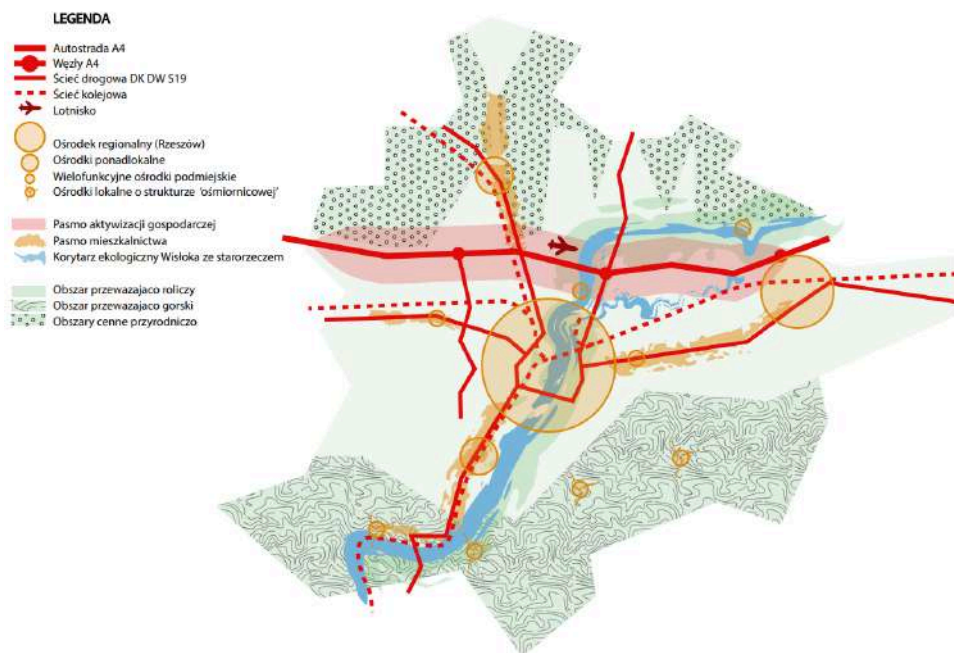 LEGENDA
Autostrada A4
Węzły A4
Ścieć drogowa DK DW S19
Ścieć kolejowa
Lotnisko
Ośrodek regionalny (Rzeszów)
Ośrodki ponadlokalne
Wielofunkcyjne ośrodki podmiejskie
Ośrodki lokalne o strukturze 'ośmiornicowej'
Pasmo aktywizacji gospodarczej
Pasmo mieszkalnictwa
Korytarz ekologiczny Wisłoka ze starorzeczem
Obszar przewazajaco roliczy
Obszar przewazajaco gorski
Obszary cenne przyrodniczo